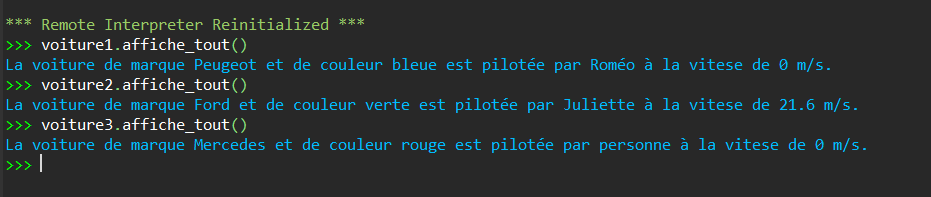 *** Remote Interpreter Reinitialized ***
>>> voiture1.affiche_tout()
La voiture de marque Peugeot et de couleur bleue est pilotée par Roméo à la vitese de 0 m/s.
>>> voiture2.affiche_tout()
La voiture de marque Ford et de couleur verte est pilotée par Juliette à la vitese de 21.6 m/s.
>>> voiture3.affiche_tout()
La voiture de marque Mercedes et de couleur rouge est pilotée par personne à la vitese de 0 m/s.
>>>